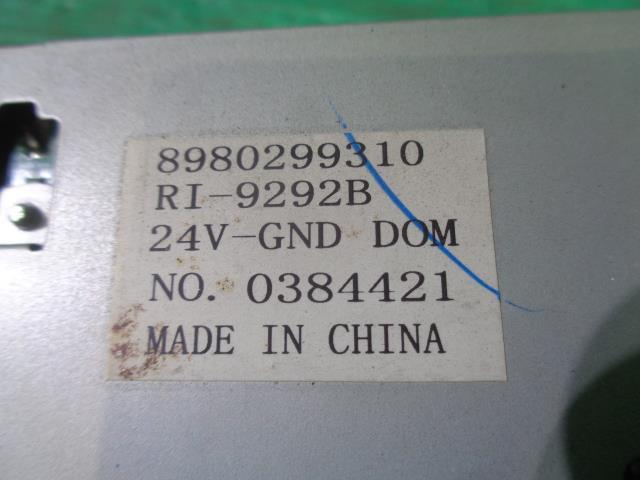 8980299310
RI-9292B
24V-GND DOM
NO. 0384421
MADE IN CHINA